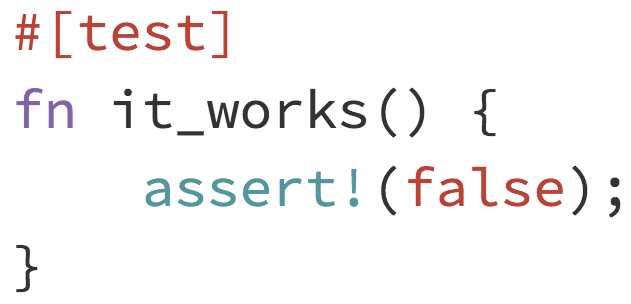 #[test]
fn it_works() {
    assert!(false);
}